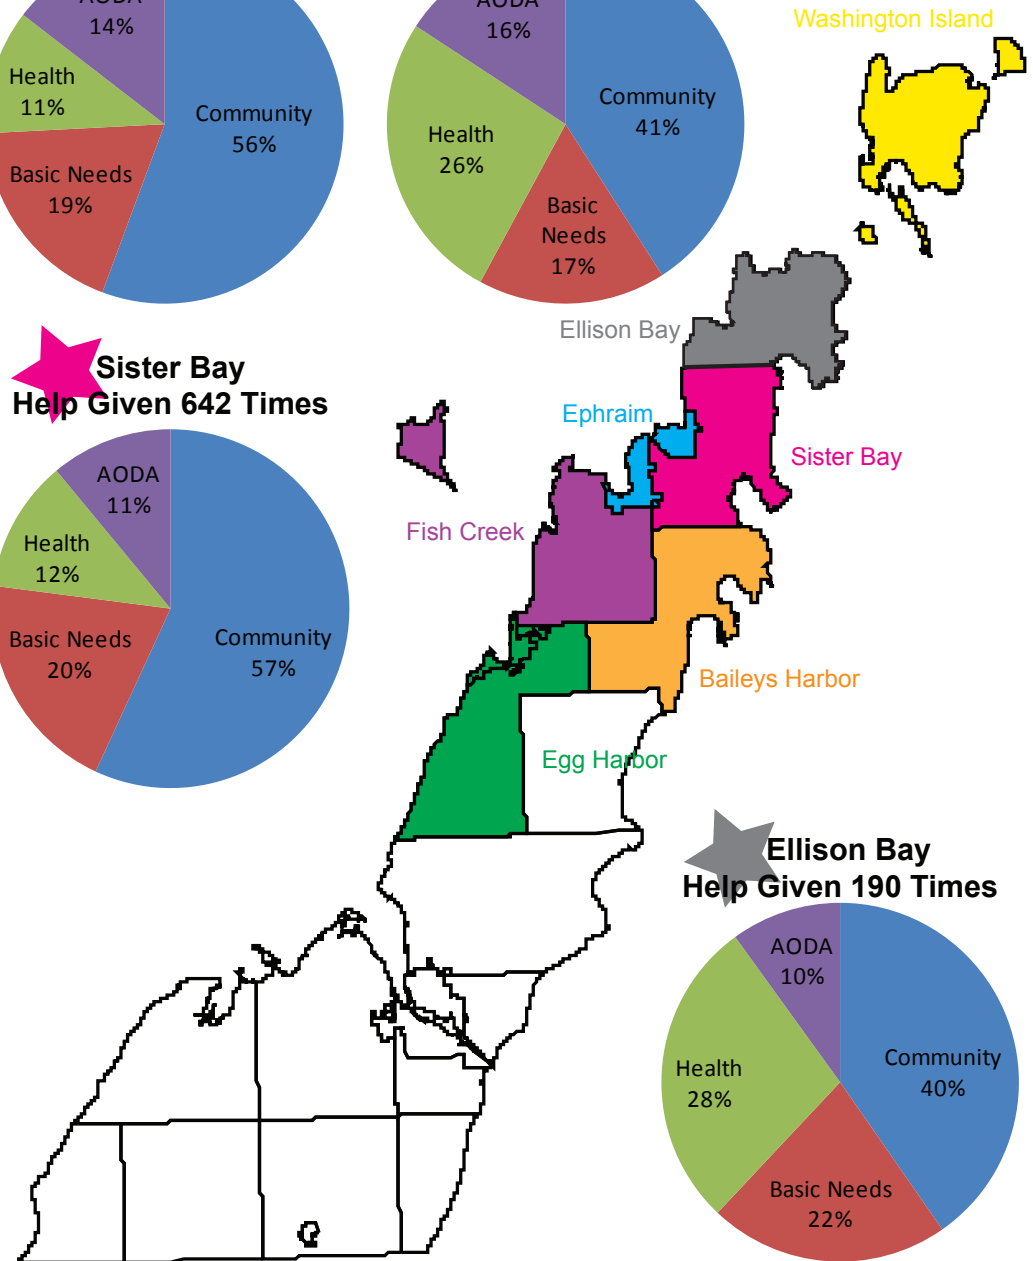 AODA
14%
Health
11%
Community
56%
Basic Needs
19%
AODA
16%
Community
41%
Health
26%
Basic
Needs
17%
Washington Island
Ellison Bay
Ephraim
Sister Bay
Fish Creek
Baileys Harbor
Egg Harbor
Sister Bay
Help Given 642 Times
AODA
11%
Health
12%
Basic Needs
20%
Community
57%
Ellison Bay
Help Given 190 Times
AODA
10%
Community
40%
Health
28%
Basic Needs
22%